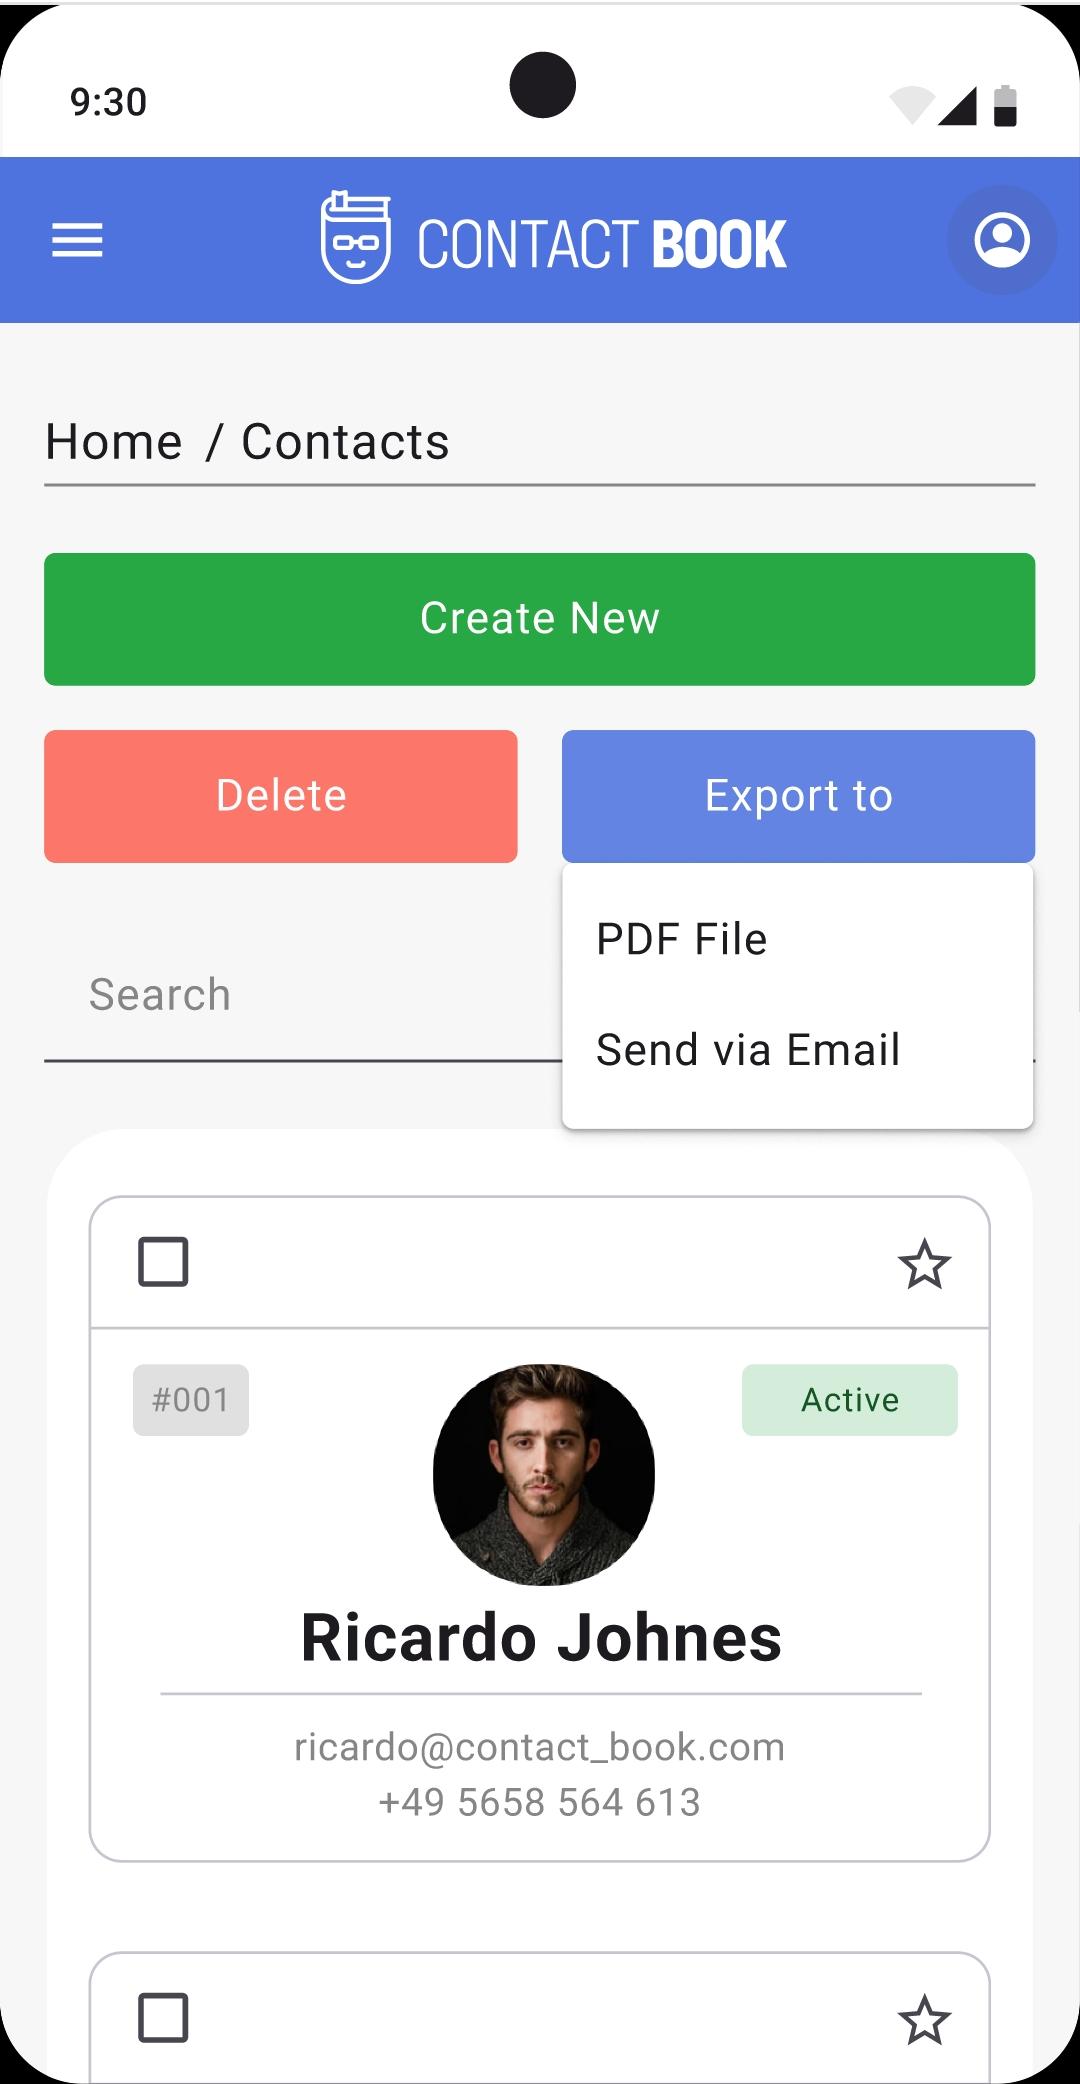 9:30
CONTACT BOOK
Home / Contacts
Create New
Delete
Export to
PDF File
Search
Send via Email
#001
Active
Ricardo Johnes
ricardo@contact_book.com
+49 5658 564 613